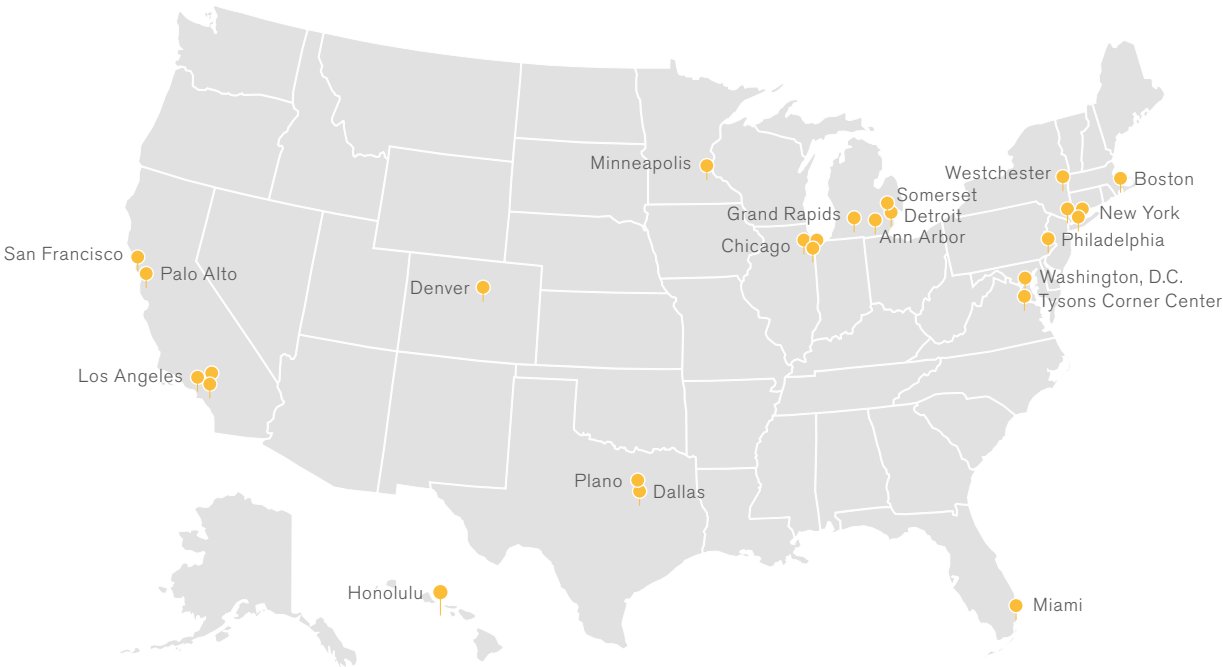 Minneapolis
Westchester
Boston
Somerset
Grand Rapids
Detroit
New York
Ann Arbor
Chicago
Philadelphia
San Francisco
Palo Alto
Washington, D.C.
Denver
Tysons Corner Center
Los Angeles
Plano
Dallas
Honolulu
Miami